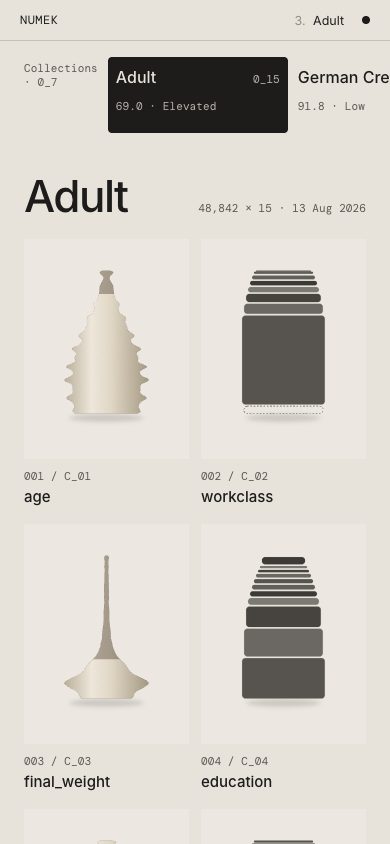 NUMEK
3. Adult
Collections
· 0_7
Adult 0_15
69.0 · Elevated
German Cre
91.8 · Low
Adult
48,842 × 15 · 13 Aug 2026
001 / C_01
age
002 / C_02
workclass
003 / C_03
final_weight
004 / C_04
education